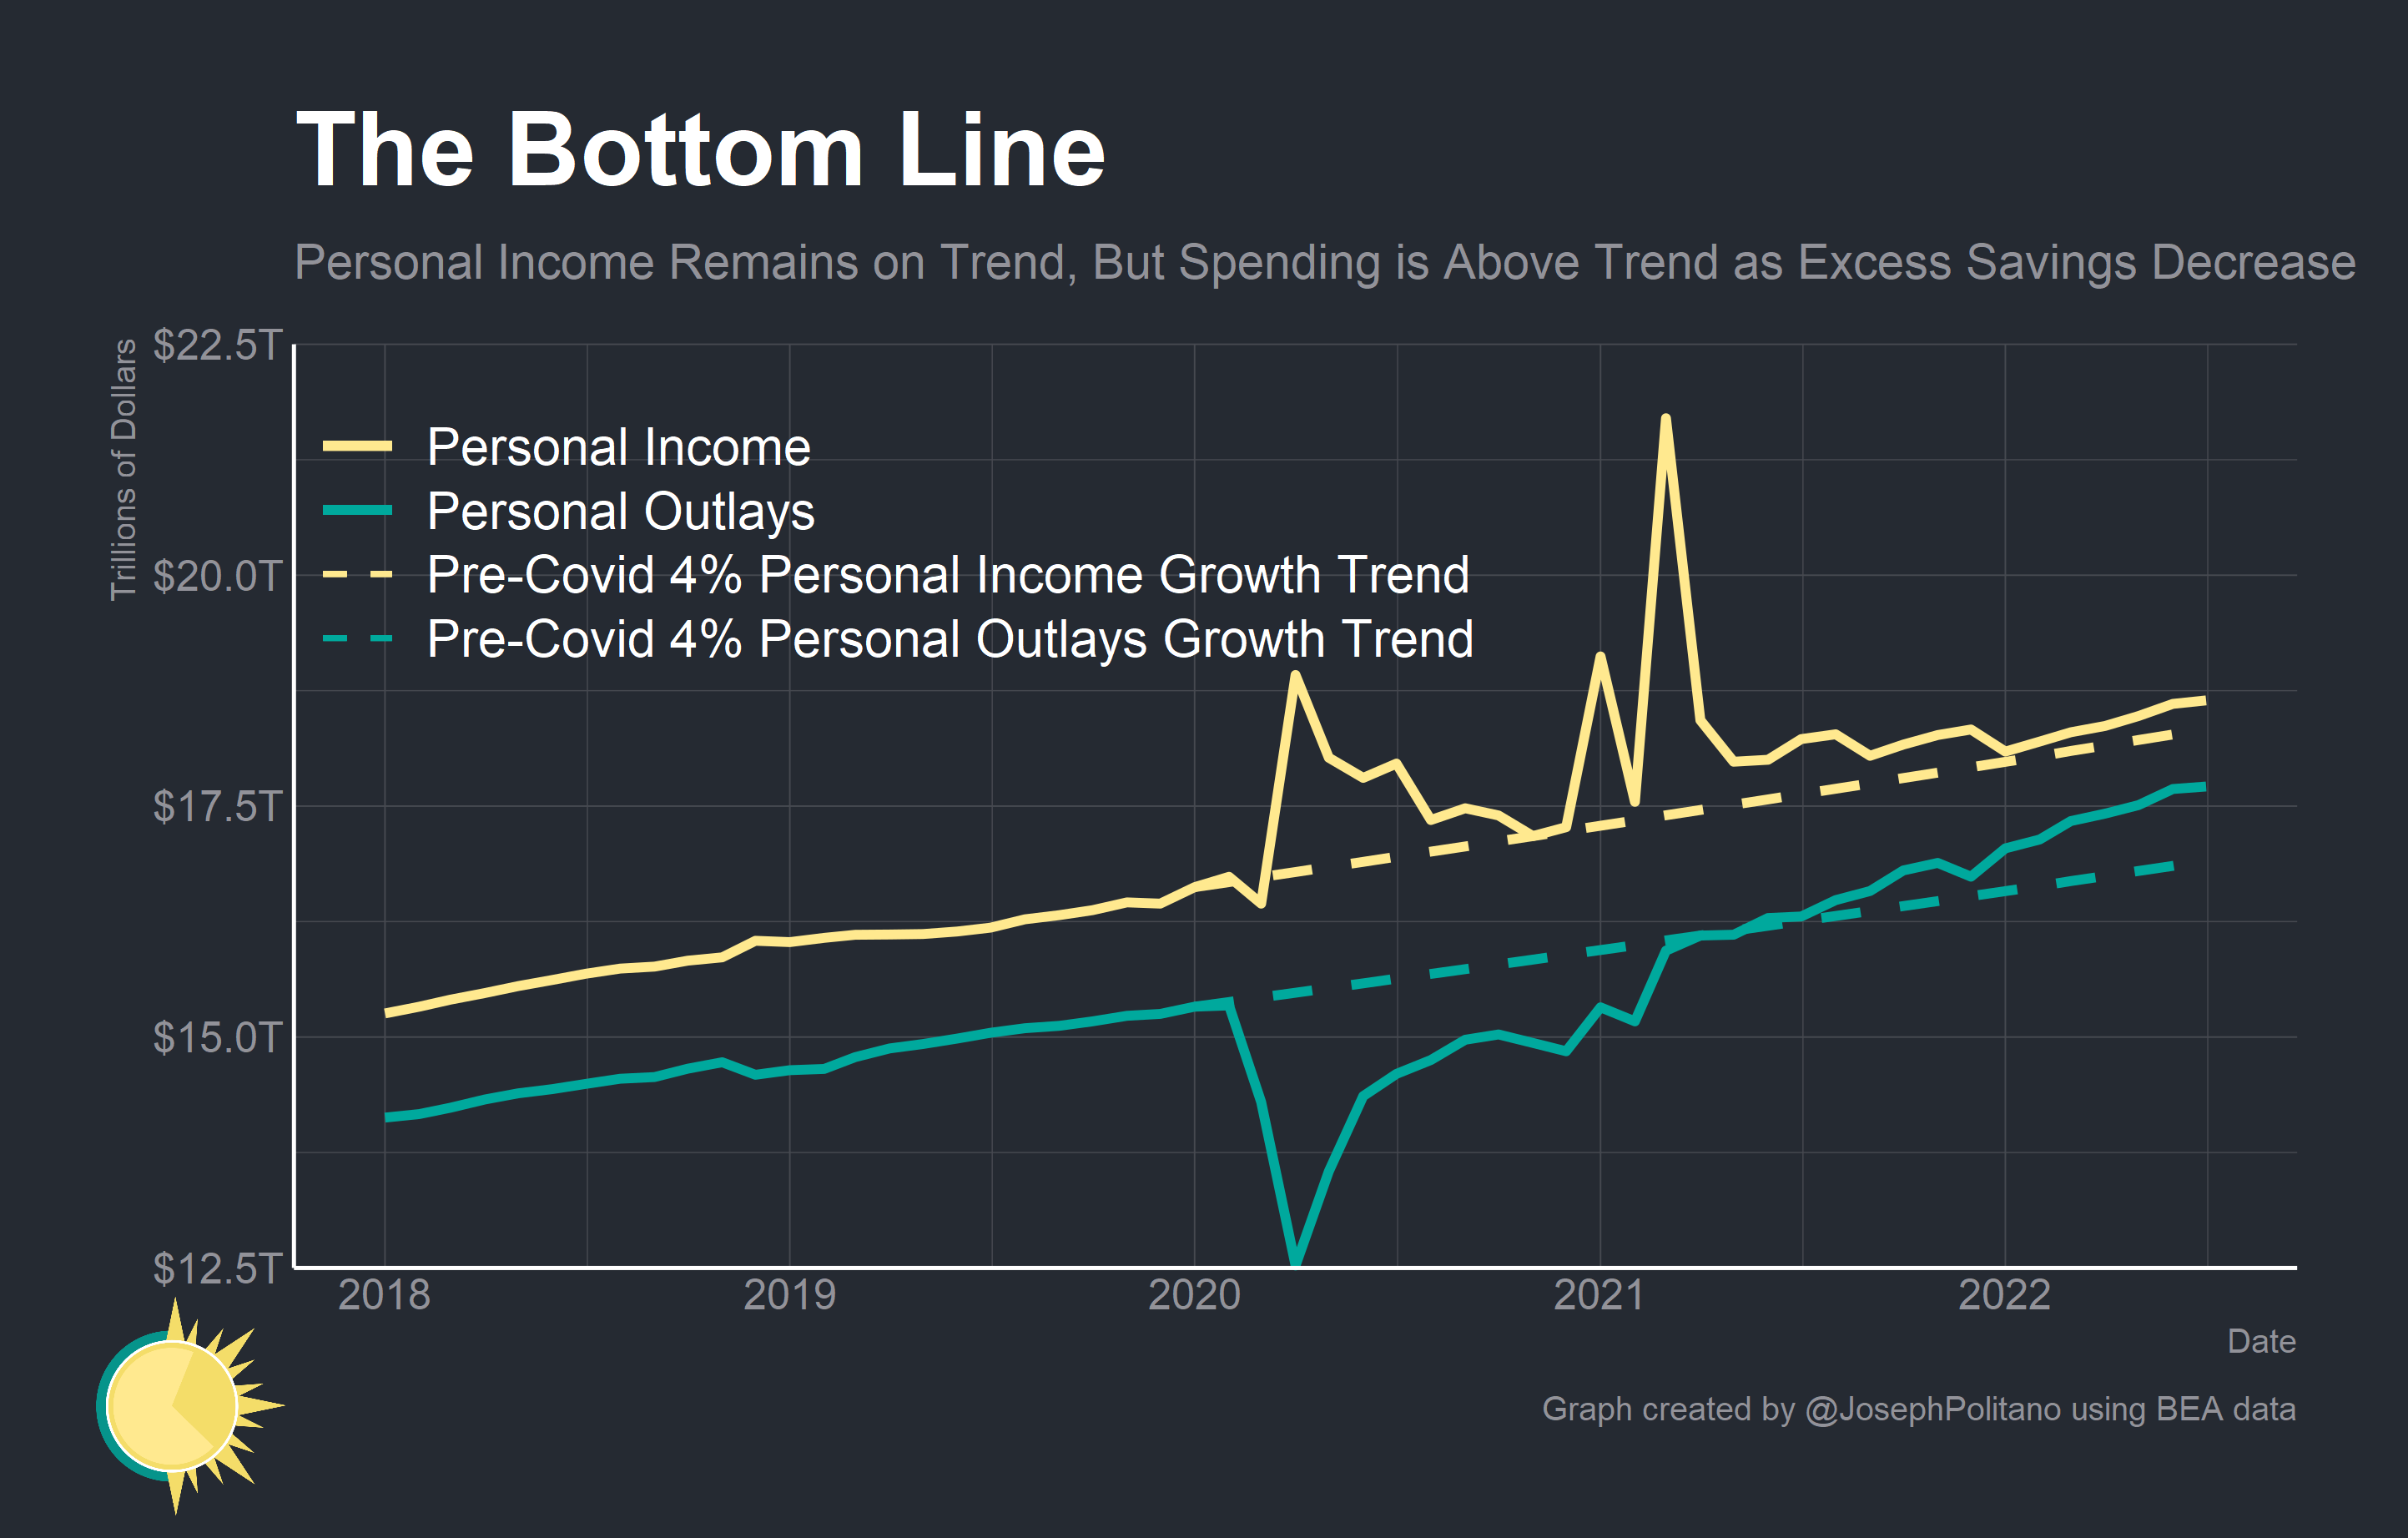 The Bottom Line
Personal Income Remains on Trend, But Spending is Above Trend as Excess Savings Decrease
Trillions of Dollars
$22.5T
$20.0T
$17.5T
$15.0T
$12.5T
Personal Income
Personal Outlays
Pre-Covid 4% Personal Income Growth Trend
Pre-Covid 4% Personal Outlays Growth Trend
2018
2019
2020
2021
2022
Date
Graph created by @JosephPolitano using BEA data